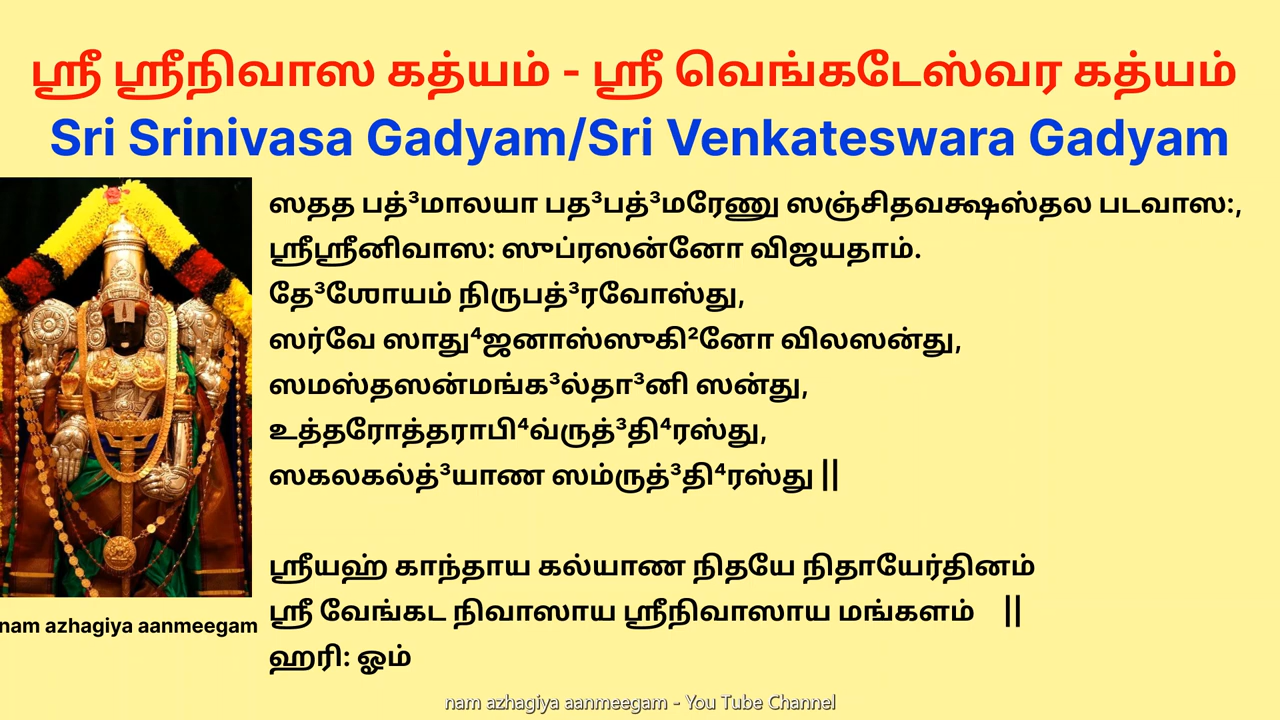 ஸ்ரீ ஸ்ரீநிவாஸ கத்யம் - ஸ்ரீ வெங்கடேஸ்வர கத்யம்
Sri Srinivasa Gadyam/Sri Venkateswara Gadyam
ஸதத பத்³மாலயா பத³பத்³மரேணு ஸஞ்சிதவக்ஷஸ்தல படவாஸ:,
ஸ்ரீஸ்ரீனிவாஸ: ஸுப்ரஸன்னோ விஜயதாம்.
தே³ஶோயம் நிருபத்³ரவோஸ்து,
ஸர்வே ஸாது⁴ஜனாஸ்ஸுகி²னோ விலஸன்து,
ஸமஸ்தஸன்மங்க³ல்தா³னி ஸன்து,
உத்தரோத்தராபி⁴வ்ருத்³தி⁴ரஸ்து,
ஸகலகல்த்³யாண ஸம்ருத்³தி⁴ரஸ்து ||
ஸ்ரீயஹ் காந்தாய கல்யாண நிதயே நிதாயேர்தினம்
ஸ்ரீ வேங்கட நிவாஸாய ஸ்ரீநிவாஸாய மங்களம் ||
ஹரி: ஓம்
nam azhagiya aanmeegam
nam azhagiya aanmeegam - You Tube Channel